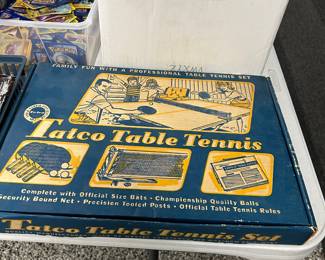 FAMILY FUN WITH A PROFESSIONAL TABLE TENNIS SET
Tatco Table Tennis
Complete with Official Size Bats • Championship Quality Balls
Security Bound Net • Precision Tooled Posts • Official Table Tennis Rules
Tatco Table Tennis Set